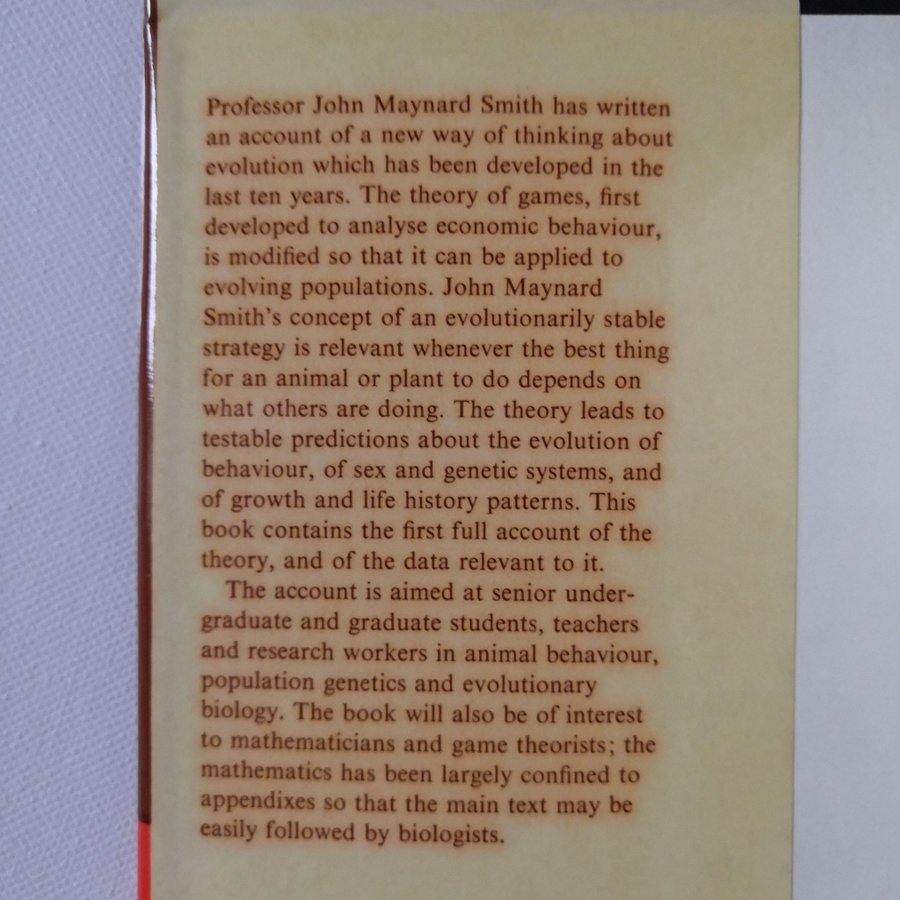 Professor John Maynard Smith has written
an account of a new way of thinking about
evolution which has been developed in the
last ten years. The theory of games, first
developed to analyse economic behaviour,
is modified so that it can be applied to
evolving populations. John Maynard
Smith's concept of an evolutionarily stable
strategy is relevant whenever the best thing
for an animal or plant to do depends on
what others are doing. The theory leads to
testable predictions about the evolution of
behaviour, of sex and genetic systems, and
of growth and life history patterns. This
book contains the first full account of the
theory, and of the data relevant to it.
The account is aimed at senior under-
graduate and graduate students, teachers
and research workers in animal behaviour,
population genetics and evolutionary
biology. The book will also be of interest
to mathematicians and game theorists; the
mathematics has been largely confined to
appendixes so that the main text may be
easily followed by biologists.